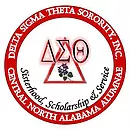 DELTA SIGMA THETA SORORITY, INC.
ΔΣΘ
Sisterhood, Scholarship & Service
CENTRAL NORTH ALABAMA ALUMNAE